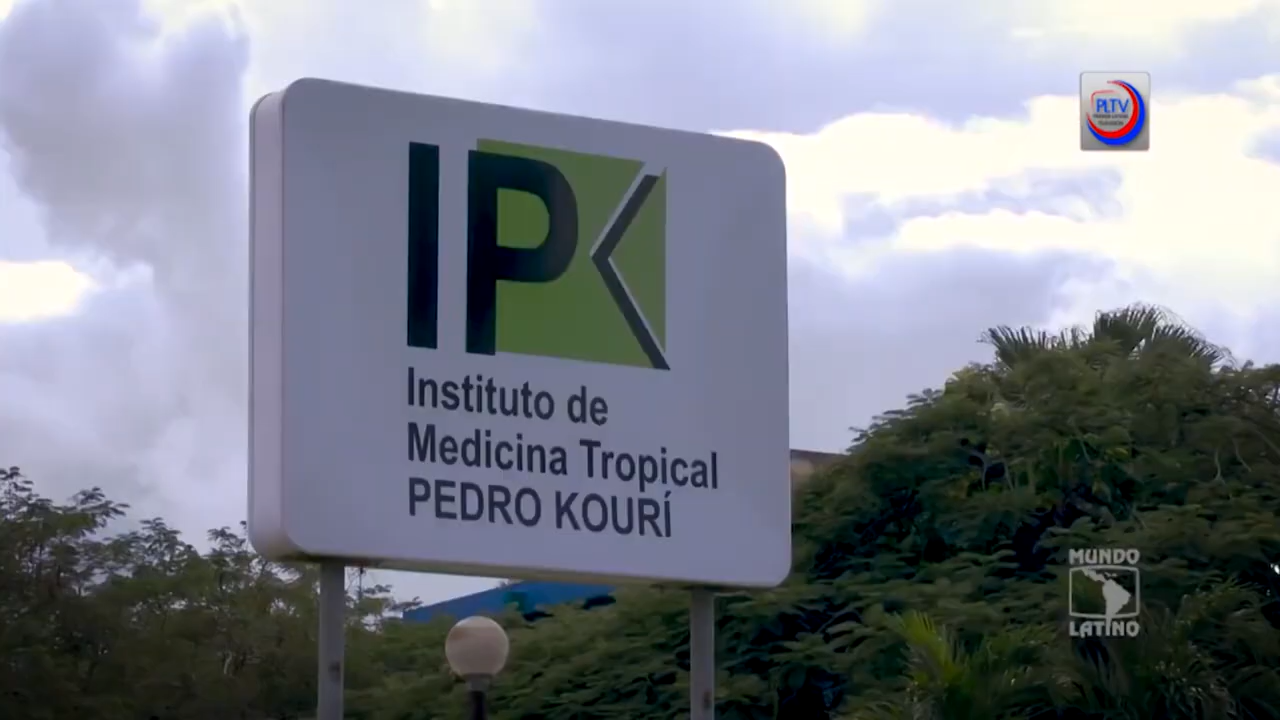 IPK
Instituto de
Medicina Tropical
PEDRO KOURÍ
PLTV
MUNDO
LATINO